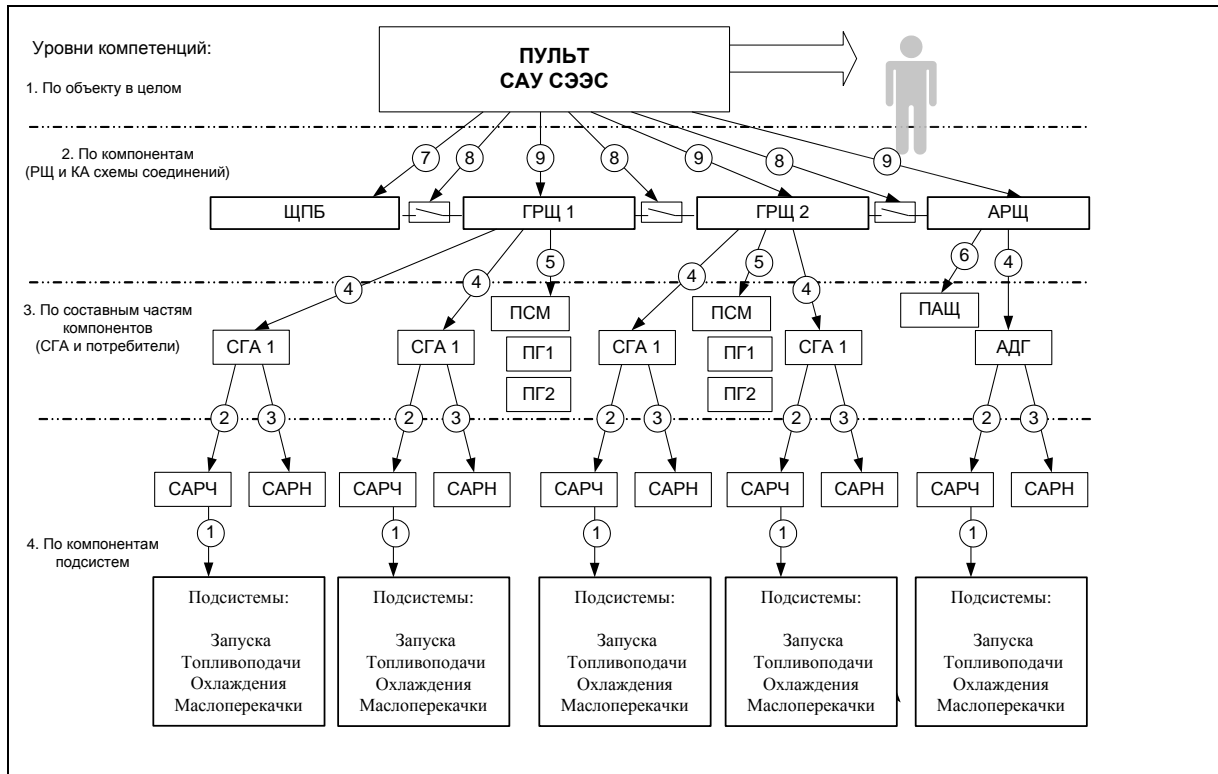 Уровни компетенций:
ПУЛЬТ
САУ СЭЭС
1. По объекту в целом
2. По компонентам
(РЩ и КА схемы соединений)
7
8
9
8
9
8
9
ЩПБ
ГРЩ 1
ГРЩ 2
АРЩ
4
4
5
4
5
4
6
4
3. По составным частям
компонентов
(СГА и потребители)
ПСМ
ПСМ
ПАЩ
СГА 1
СГА 1
ПГ1
СГА 1
ПГ1
СГА 1
АДГ
ПГ2
ПГ2
2
3
2
3
2
3
2
3
2
3
САРЧ
САРН
САРЧ
САРН
САРЧ
САРН
САРЧ
САРН
САРЧ
САРН
1
1
1
1
1
4. По компонентам
подсистем
Подсистемы:
Запуска
Топливоподачи
Охлаждения
Маслоперекачки
Подсистемы:
Запуска
Топливоподачи
Охлаждения
Маслоперекачки
Подсистемы:
Запуска
Топливоподачи
Охлаждения
Маслоперекачки
Подсистемы:
Запуска
Топливоподачи
Охлаждения
Маслоперекачки
Подсистемы:
Запуска
Топливоподачи
Охлаждения
Маслоперекачки